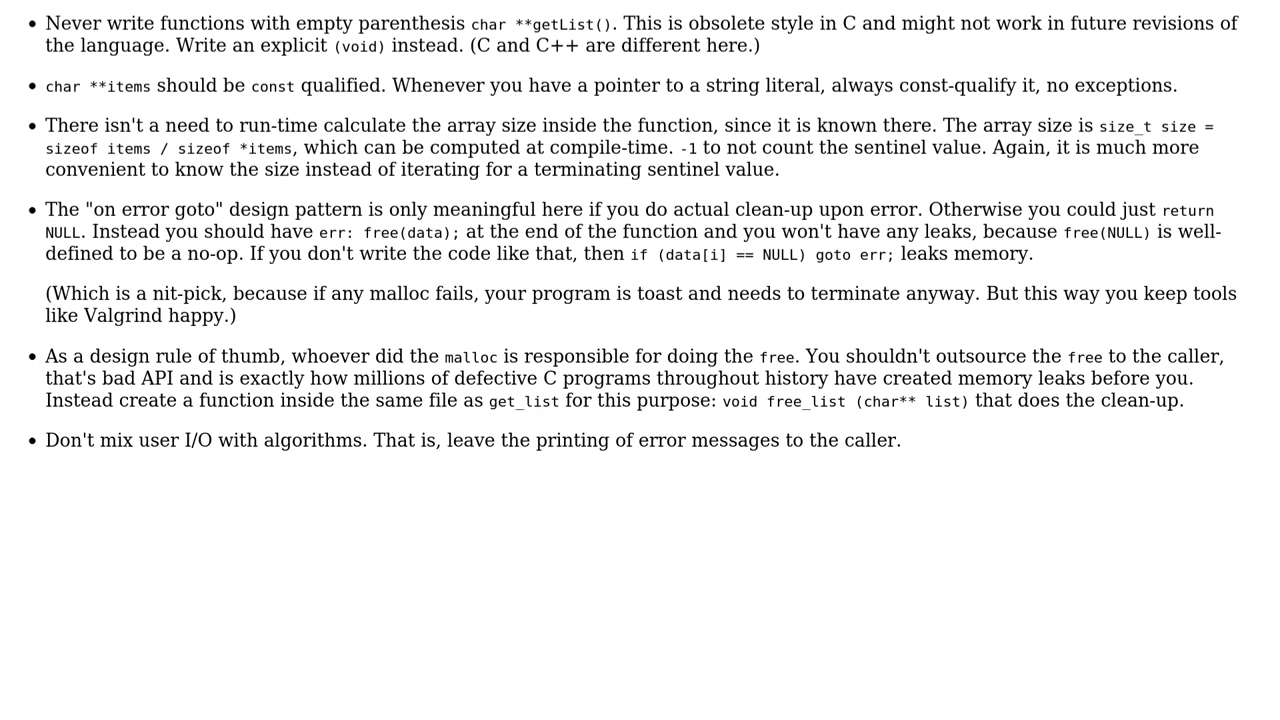 • Never write functions with empty parenthesis char **getList(). This is obsolete style in C and might not work in future revisions of
the language. Write an explicit (void) instead. (C and C++ are different here.)
• char **items should be const qualified. Whenever you have a pointer to a string literal, always const-qualify it, no exceptions.
• There isn't a need to run-time calculate the array size inside the function, since it is known there. The array size is size_t size =
sizeof items / sizeof *items, which can be computed at compile-time. -1 to not count the sentinel value. Again, it is much more
convenient to know the size instead of iterating for a terminating sentinel value.
• The "on error goto" design pattern is only meaningful here if you do actual clean-up upon error. Otherwise you could just return
NULL. Instead you should have err: free(data); at the end of the function and you won't have any leaks, because free(NULL) is well-
defined to be a no-op. If you don't write the code like that, then if (data[i] == NULL) goto err; leaks memory.
(Which is a nit-pick, because if any malloc fails, your program is toast and needs to terminate anyway. But this way you keep tools
like Valgrind happy.)
• As a design rule of thumb, whoever did the malloc is responsible for doing the free. You shouldn't outsource the free to the caller,
that's bad API and is exactly how millions of defective C programs throughout history have created memory leaks before you.
Instead create a function inside the same file as get_list for this purpose: void free_list (char** list) that does the clean-up.
• Don't mix user I/O with algorithms. That is, leave the printing of error messages to the caller.